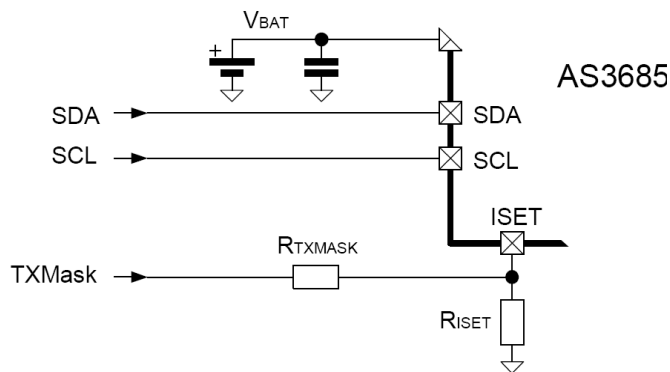 VBAT
+
AS3685
SDA
SDA
SCL
SCL
ISET
RTXMASK
TXMask
RISET